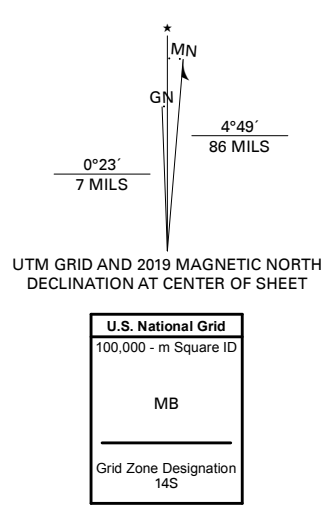 ★
MN
GN
4°49´
86 MILS
0°23´
7 MILS
UTM GRID AND 2019 MAGNETIC NORTH
DECLINATION AT CENTER OF SHEET
U.S. National Grid
100,000 - m Square ID
MB
Grid Zone Designation
14S